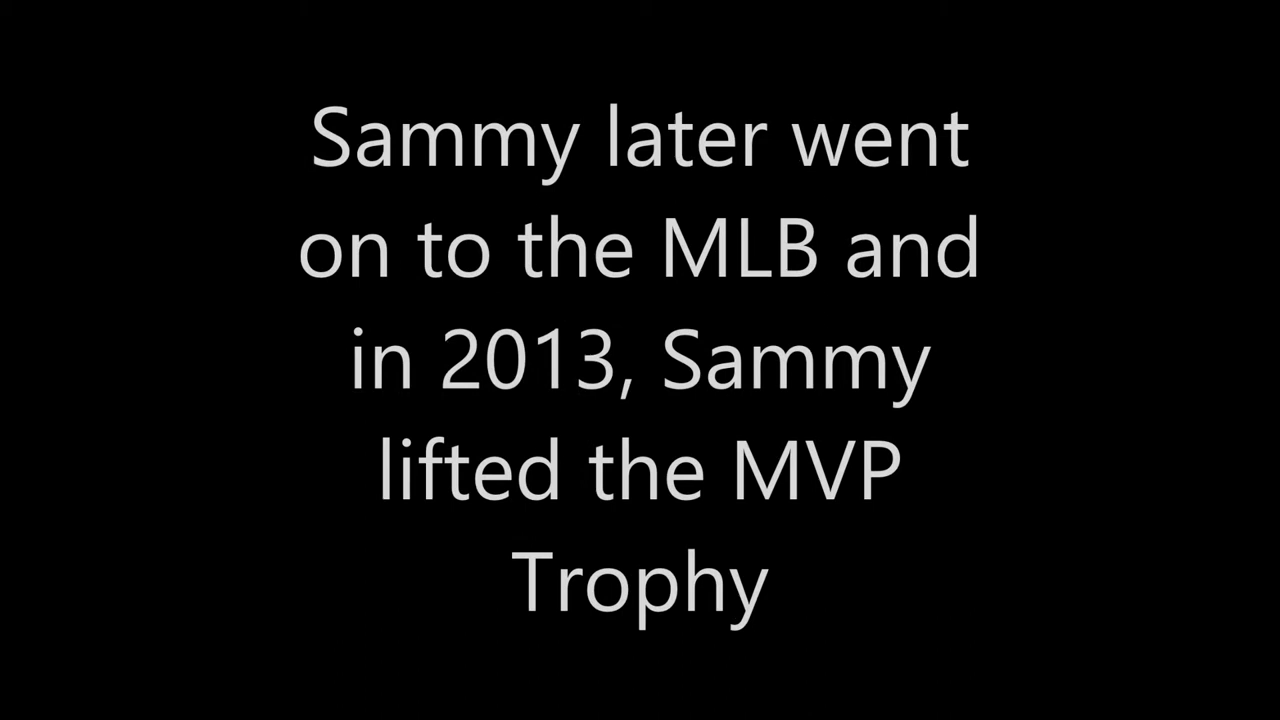 Sammy later went
on to the MLB and
in 2013, Sammy
lifted the MVP
Trophy